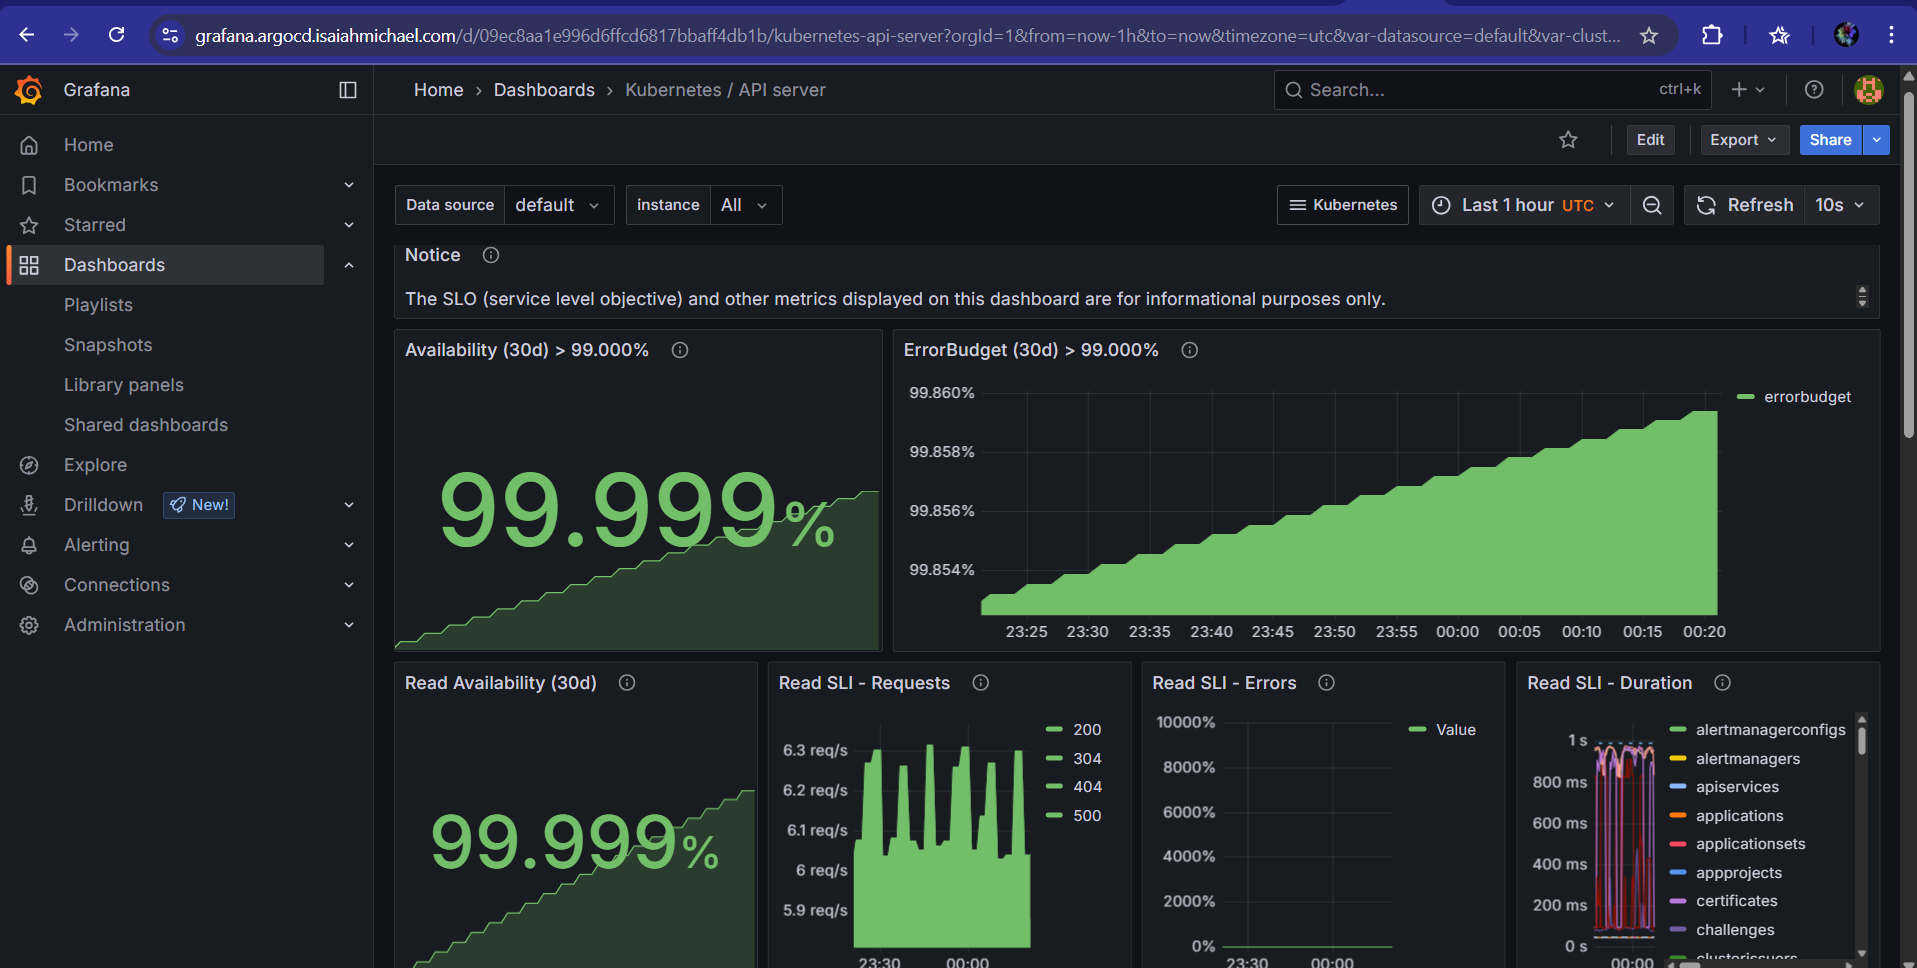 grafana.argocd.isaiahmichael.com/d/09ec8aa1e996d6ffcd6817bbaff4db1b/kubernetes-api-server?orgId=1&from=now-1h&to=now&timezone=utc&var-datasource=default&var-clust...
Grafana
Home › Dashboards › Kubernetes / API server
Search...
ctrl+k
Edit
Export
Share
Home
Bookmarks
Starred
Dashboards
Playlists
Snapshots
Library panels
Shared dashboards
Explore
Drilldown New!
Alerting
Connections
Administration
Data source default
instance All
Kubernetes
Last 1 hour UTC
Refresh 10s
Notice
The SLO (service level objective) and other metrics displayed on this dashboard are for informational purposes only.
Availability (30d) > 99.000%
99.999%
ErrorBudget (30d) > 99.000%
99.860%
99.858%
99.856%
99.854%
23:25 23:30 23:35 23:40 23:45 23:50 23:55 00:00 00:05 00:10 00:15 00:20
errorbudget
Read Availability (30d)
99.999%
Read SLI - Requests
6.3 req/s
6.2 req/s
6.1 req/s
6 req/s
5.9 req/s
23:30 00:00
200
304
404
500
Read SLI - Errors
10000%
8000%
6000%
4000%
2000%
0%
23:30 00:00
Value
Read SLI - Duration
1 s
800 ms
600 ms
400 ms
200 ms
0 s
00:00
alertmanagerconfigs
alertmanagers
apiservices
applications
applicationsets
appprojects
certificates
challenges
clusterissuers